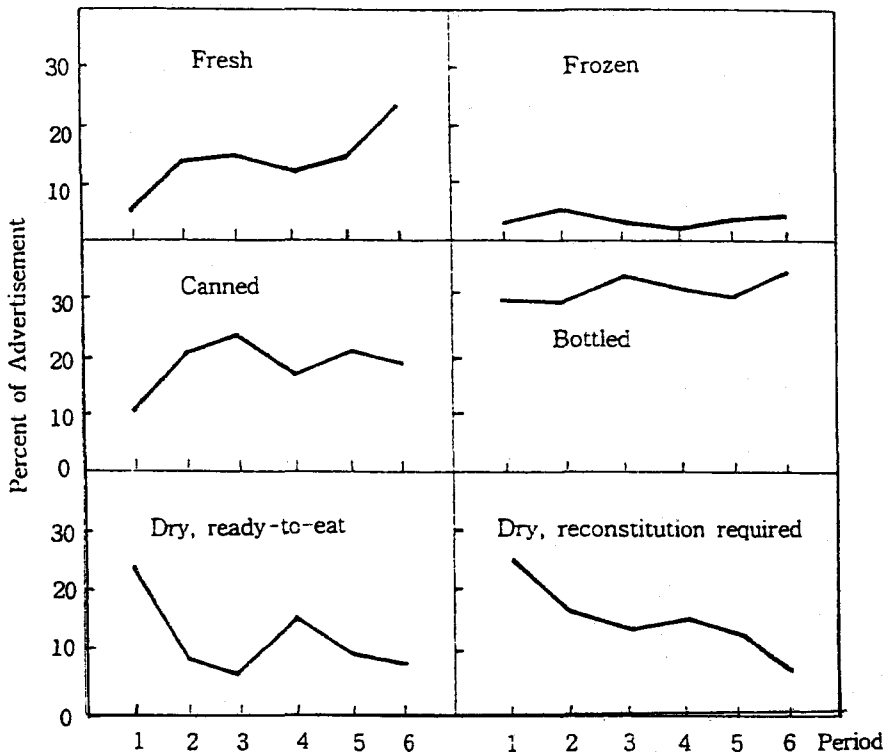 Percent of Advertisement
Fresh
30
20
10
Frozen
Canned
30
20
10
0
Bottled
Dry, ready-to-eat
30
20
10
0
Dry, reconstitution required
1 2 3 4 5 6 1 2 3 4 5 6 Period